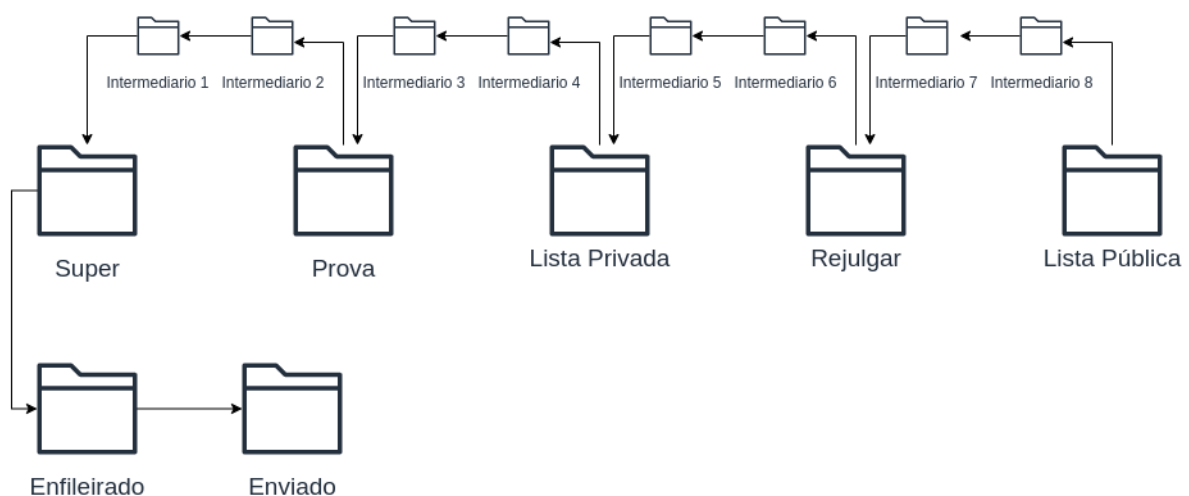 Intermediario 1 Intermediario 2 Intermediario 3 Intermediario 4 Intermediario 5 Intermediario 6 Intermediario 7 Intermediario 8
Super Prova Lista Privada Rejulgar Lista Pública
Enfileirado Enviado